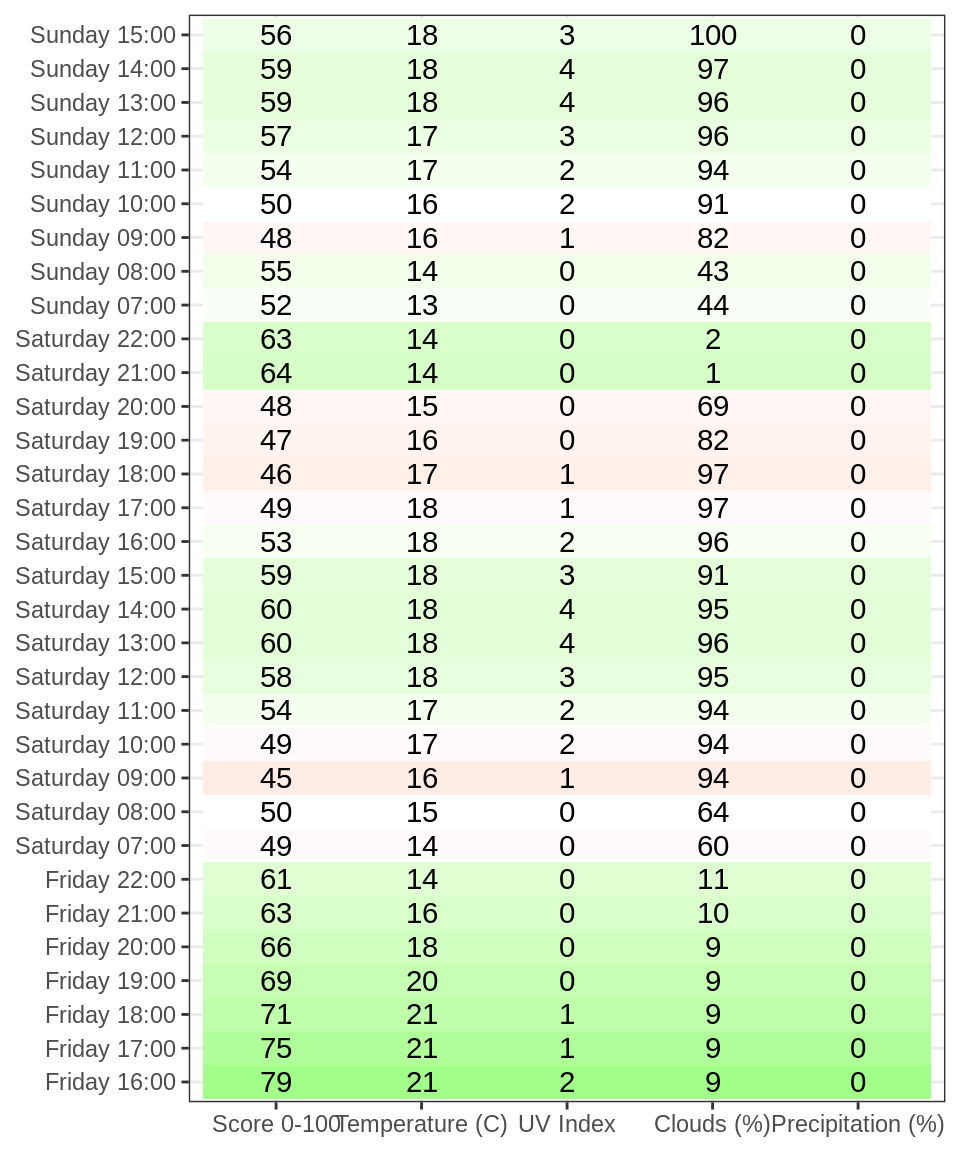 Sunday 15:00 56 18 3 100 0
Sunday 14:00 59 18 4 97 0
Sunday 13:00 59 18 4 96 0
Sunday 12:00 57 17 3 96 0
Sunday 11:00 54 17 2 94 0
Sunday 10:00 50 16 2 91 0
Sunday 09:00 48 16 1 82 0
Sunday 08:00 55 14 0 43 0
Sunday 07:00 52 13 0 44 0
Saturday 22:00 63 14 0 2 0
Saturday 21:00 64 14 0 1 0
Saturday 20:00 48 15 0 69 0
Saturday 19:00 47 16 0 82 0
Saturday 18:00 46 17 1 97 0
Saturday 17:00 49 18 1 97 0
Saturday 16:00 53 18 2 96 0
Saturday 15:00 59 18 3 91 0
Saturday 14:00 60 18 4 95 0
Saturday 13:00 60 18 4 96 0
Saturday 12:00 58 18 3 95 0
Saturday 11:00 54 17 2 94 0
Saturday 10:00 49 17 2 94 0
Saturday 09:00 45 16 1 94 0
Saturday 08:00 50 15 0 64 0
Saturday 07:00 49 14 0 60 0
Friday 22:00 61 14 0 11 0
Friday 21:00 63 16 0 10 0
Friday 20:00 66 18 0 9 0
Friday 19:00 69 20 0 9 0
Friday 18:00 71 21 1 9 0
Friday 17:00 75 21 1 9 0
Friday 16:00 79 21 2 9 0
Score 0-100 Temperature (C) UV Index Clouds (%) Precipitation (%)